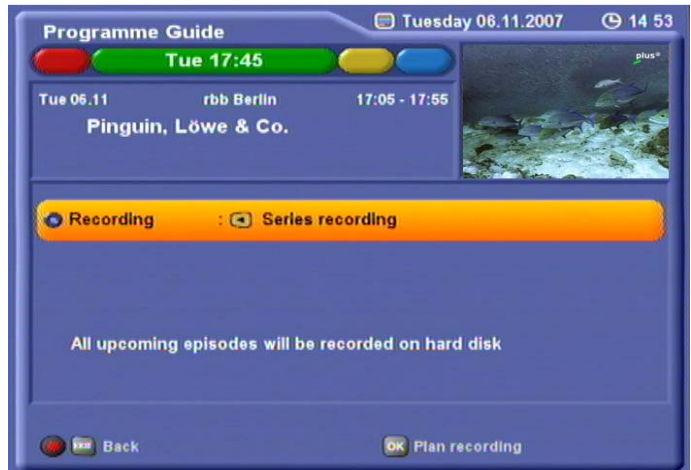 Programme Guide
Tuesday 06.11.2007
14 53
Tue 17:45
plus*
Tue 06.11
rbb Berlin
17:05 - 17:55
Pinguin, Löwe & Co.
Recording : Series recording
All upcoming episodes will be recorded on hard disk
EXIT Back
OK Plan recording